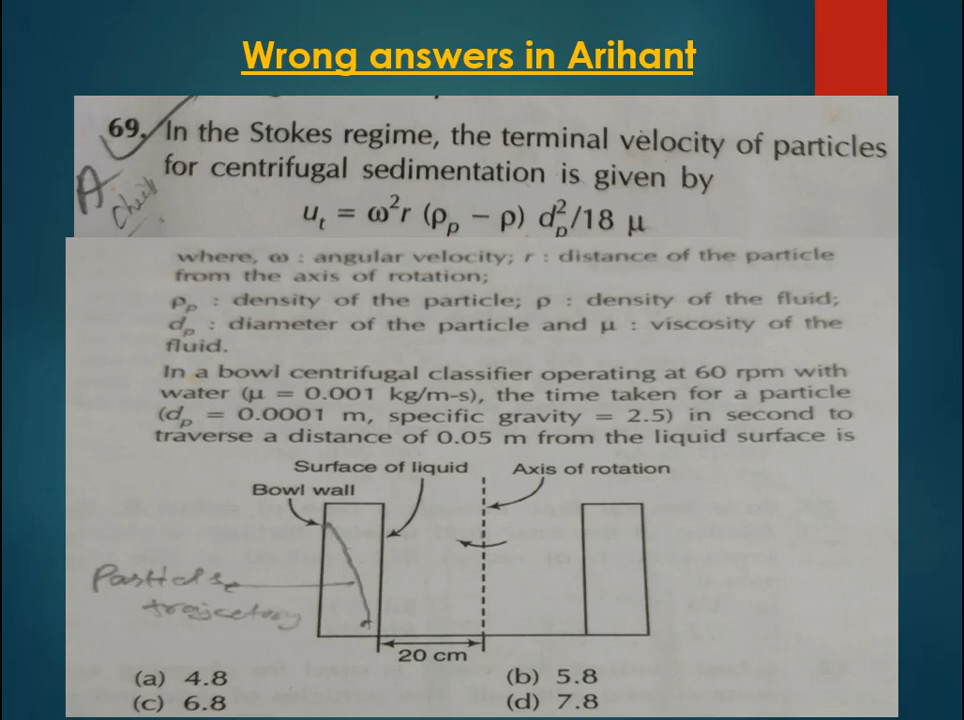 Wrong answers in Arihant
69. In the Stokes regime, the terminal velocity of particles
A
for centrifugal sedimentation is given by
check
uₜ = ω²r (ρₚ − ρ) dₚ²/18 μ
where, ω : angular velocity; r : distance of the particle
from the axis of rotation;
ρₚ : density of the particle; ρ : density of the fluid;
dₚ : diameter of the particle and μ : viscosity of the
fluid.
In a bowl centrifugal classifier operating at 60 rpm with
water (μ = 0.001 kg/m-s), the time taken for a particle
(dₚ = 0.0001 m, specific gravity = 2.5) in second to
traverse a distance of 0.05 m from the liquid surface is
Surface of liquid Axis of rotation
Bowl wall
Particle
trajectory
20 cm
(a) 4.8 (b) 5.8
(c) 6.8 (d) 7.8